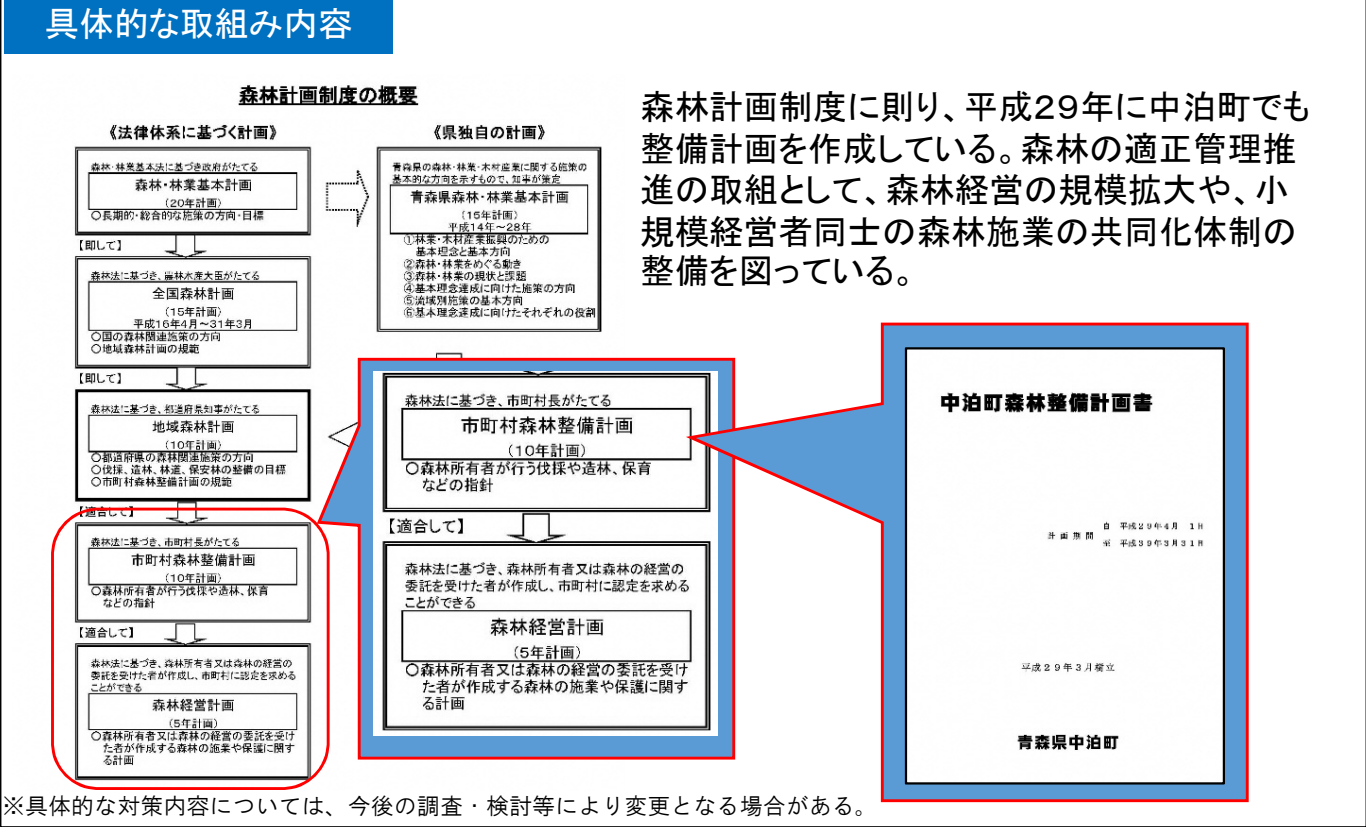 具体的な取組み内容
森林計画制度の概要
《法律体系に基づく計画》
森林・林業基本法に基づき政府がたてる
森林・林業基本計画
(20年計画)
○長期的・総合的な施策の方向・目標
【即して】
森林法に基づき、農林水産大臣がたてる
全国森林計画
(15年計画)
平成16年4月~31年3月
○国の森林関連施策の方向
○地域森林計画の規範
【即して】
森林法に基づき、都道府県知事がたてる
地域森林計画
(10年計画)
○都道府県の森林関連施策の方向
○伐採、造林、林道、保安林の整備の目標
○市町村森林整備計画の規範
【適合して】
森林法に基づき、市町村長がたてる
市町村森林整備計画
(10年計画)
○森林所有者が行う伐採や造林、保育
などの指針
【適合して】
森林法に基づき、森林所有者又は森林の経営の
委託を受けた者が作成し、市町村に認定を求める
ことができる
森林経営計画
(5年計画)
○森林所有者又は森林の経営の委託を受け
た者が作成する森林の施業や保護に関す
る計画
《県独自の計画》
青森県の森林・林業・木材産業に関する施策の
基本的な方向を示すもので、知事が策定
青森県森林・林業基本計画
(15年計画)
平成14年~28年
①林業・木材産業振興のための
基本理念と基本方向
②森林・林業をめぐる動き
③森林・林業の現状と課題
④基本理念達成に向けた施策の方向
⑤流域別施策の基本方向
⑥基本理念達成に向けたそれぞれの役割
森林法に基づき、市町村長がたてる
市町村森林整備計画
(10年計画)
○森林所有者が行う伐採や造林、保育
などの指針
【適合して】
森林法に基づき、森林所有者又は森林の経営の
委託を受けた者が作成し、市町村に認定を求める
ことができる
森林経営計画
(5年計画)
○森林所有者又は森林の経営の委託を受け
た者が作成する森林の施業や保護に関す
る計画
森林計画制度に則り、平成29年に中泊町でも
整備計画を作成している。森林の適正管理推
進の取組として、森林経営の規模拡大や、小
規模経営者同士の森林施業の共同化体制の
整備を図っている。
中泊町森林整備計画書
計画期間
自 平成29年4月 1日
至 平成39年3月31日
平成29年3月樹立
青森県中泊町
※具体的な対策内容については、今後の調査・検討等により変更となる場合がある。